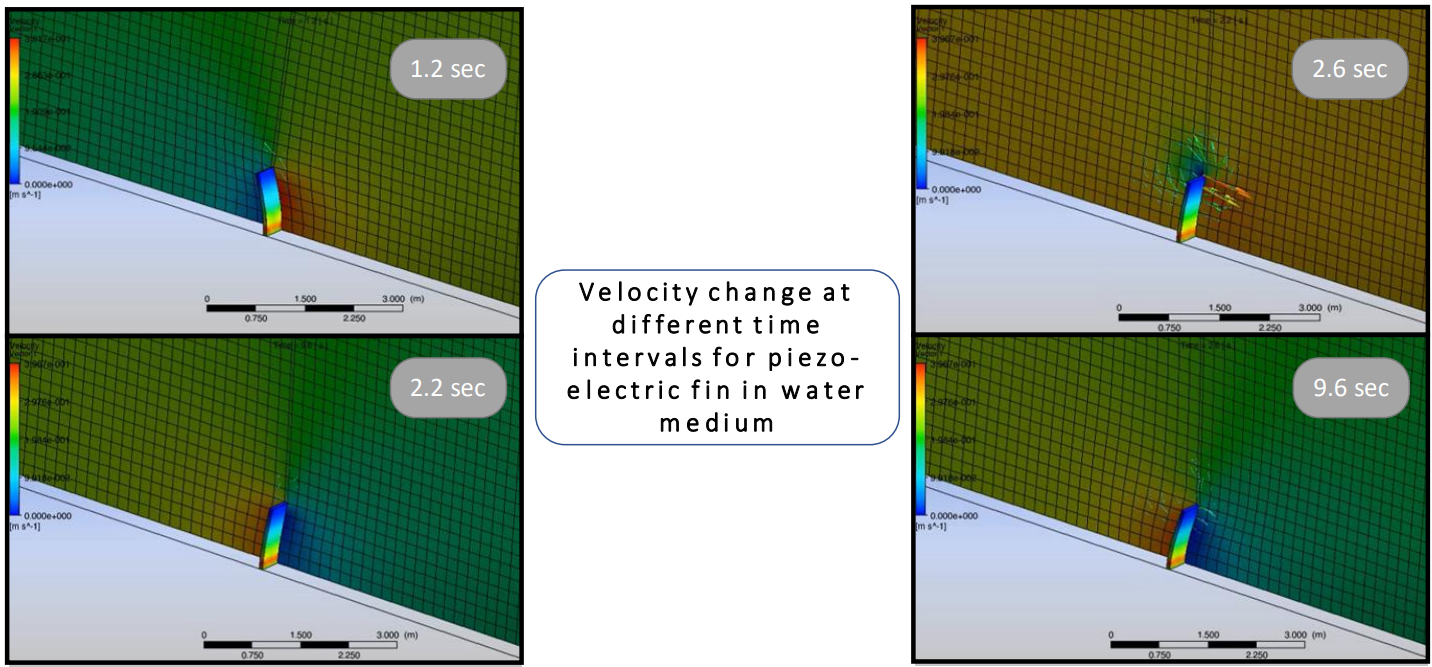 Velocity
1.2 sec
0.000e+000
[m s^-1]
0 1.500 3.000 (m)
0.750 2.250
Velocity
2.6 sec
0.000e+000
[m s^-1]
0 1.500 3.000 (m)
0.750 2.250
Velocity change at
different time
intervals for piezo-
electric fin in water
medium
Velocity
2.2 sec
0.000e+000
[m s^-1]
0 1.500 3.000 (m)
0.750 2.250
Velocity
9.6 sec
0.000e+000
[m s^-1]
0 1.500 3.000 (m)
0.750 2.250